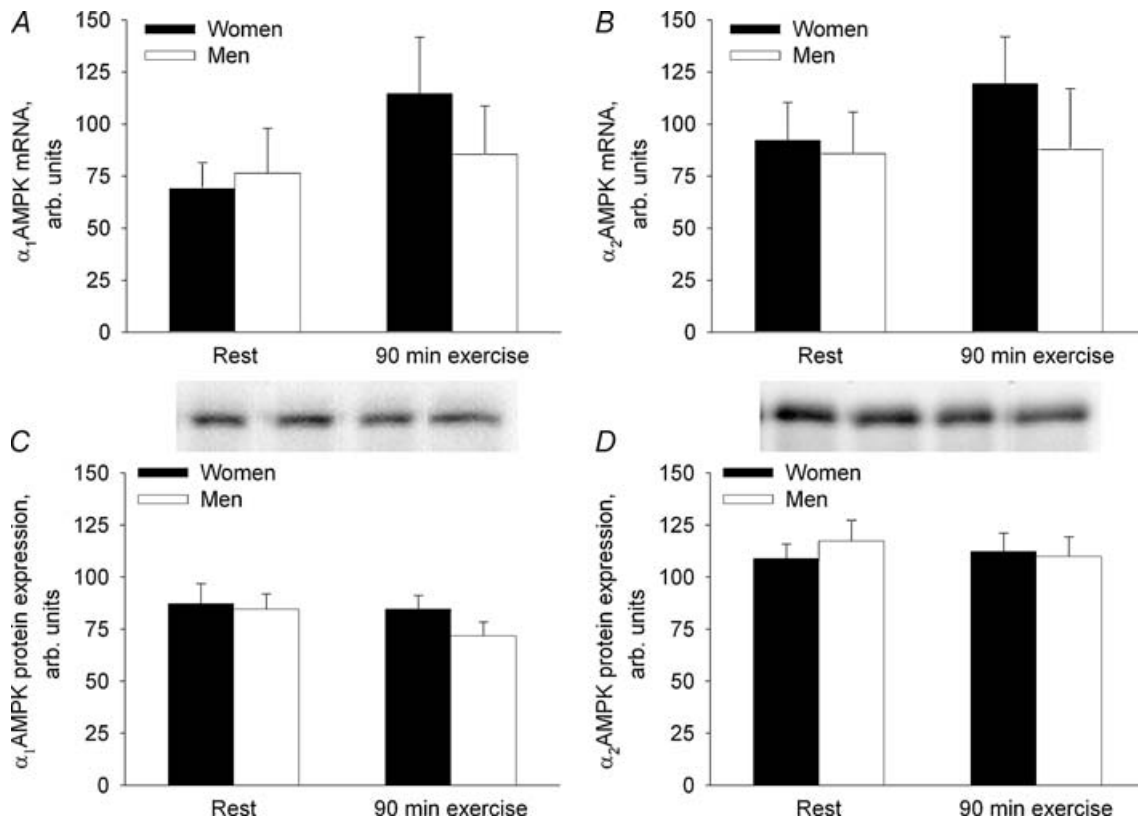 A
150
125
100
75
50
25
0
α₁AMPK mRNA,
arb. units
Women
Men
Rest 90 min exercise
B
150
125
100
75
50
25
0
α₂AMPK mRNA,
arb. units
Women
Men
Rest 90 min exercise
C
150
125
100
75
50
25
0
α₁AMPK protein expression,
arb. units
Women
Men
Rest 90 min exercise
D
150
125
100
75
50
25
0
α₂AMPK protein expression,
arb. units
Women
Men
Rest 90 min exercise